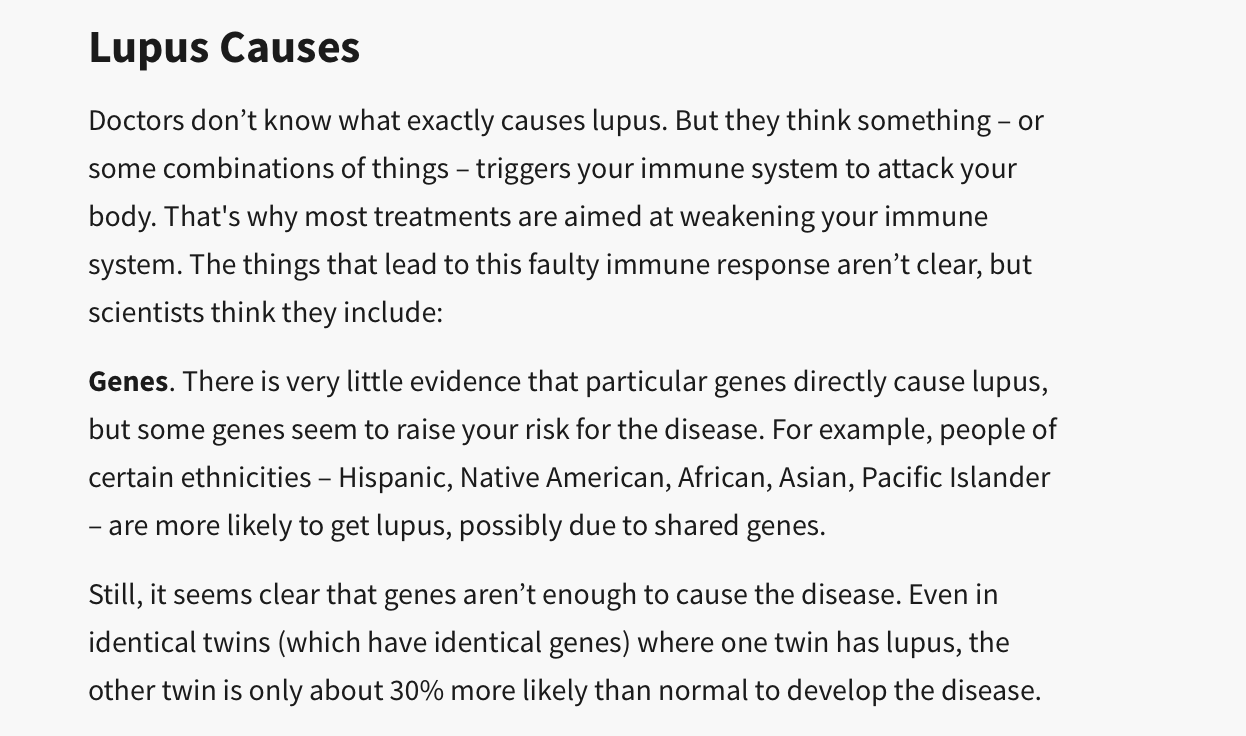 Lupus Causes
Doctors don’t know what exactly causes lupus. But they think something – or
some combinations of things – triggers your immune system to attack your
body. That's why most treatments are aimed at weakening your immune
system. The things that lead to this faulty immune response aren’t clear, but
scientists think they include:
Genes. There is very little evidence that particular genes directly cause lupus,
but some genes seem to raise your risk for the disease. For example, people of
certain ethnicities – Hispanic, Native American, African, Asian, Pacific Islander
– are more likely to get lupus, possibly due to shared genes.
Still, it seems clear that genes aren’t enough to cause the disease. Even in
identical twins (which have identical genes) where one twin has lupus, the
other twin is only about 30% more likely than normal to develop the disease.